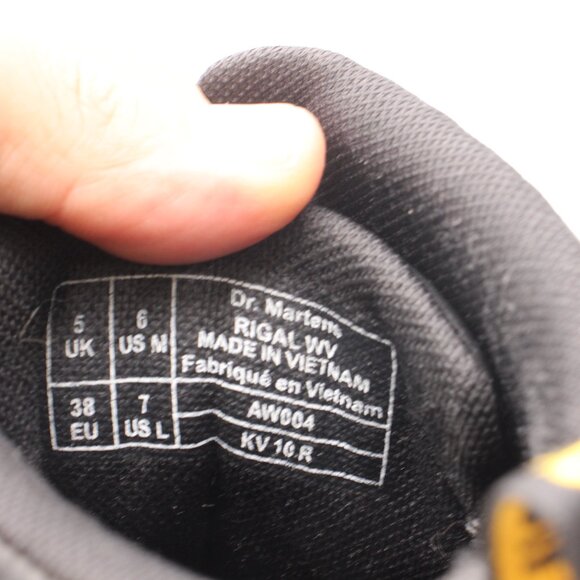 5
UK
6
US M
38
EU
7
US L
Dr. Martens
RIGAL WV
MADE IN VIETNAM
Fabriqué en Vietnam
AW004
KV 10 R